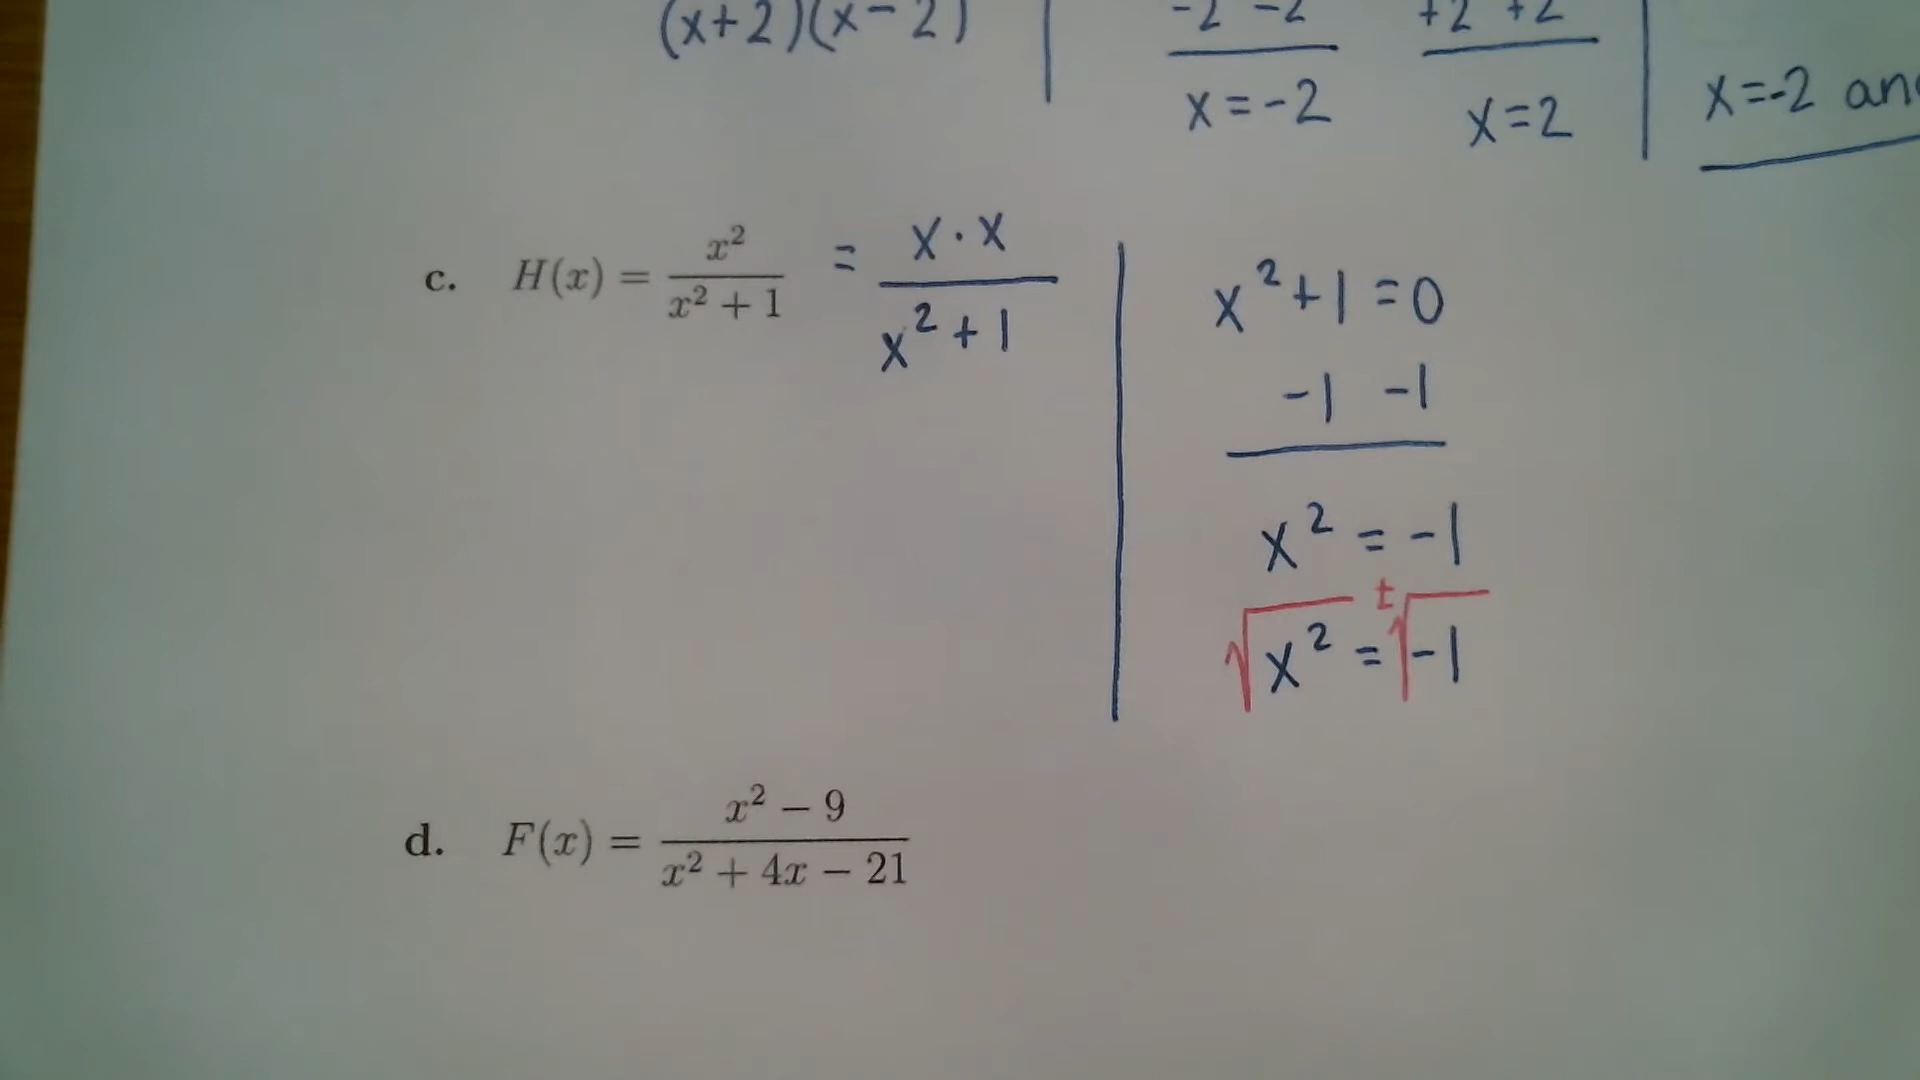 (x+2)(x-2)
-2 -2 +2 +2
x=-2 x=2 x=-2
c. H(x) = x²/(x² + 1) = x·x/(x²+1)
x²+1=0
-1 -1
x²=-1
√x² = ±√-1
d. F(x) = (x² − 9)/(x² + 4x − 21)